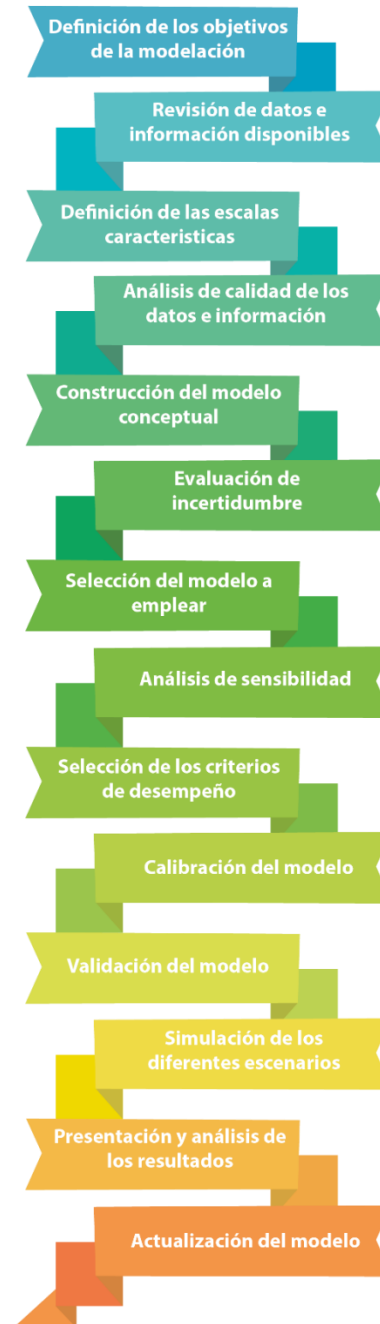 Definición de los objetivos
de la modelación
Revisión de datos e
información disponibles
Definición de las escalas
caracteristicas
Análisis de calidad de los
datos e información
Construcción del modelo
conceptual
Evaluación de
incertidumbre
Selección del modelo a
emplear
Análisis de sensibilidad
Selección de los criterios
de desempeño
Calibración del modelo
Validación del modelo
Simulación de los
diferentes escenarios
Presentación y análisis de
los resultados
Actualización del modelo